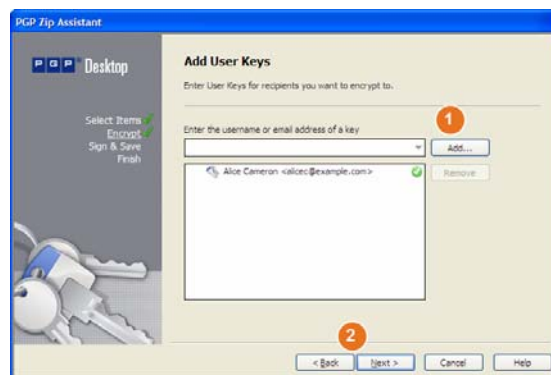 PGP Zip Assistant
PGP Desktop
Select Items
Encrypt
Sign & Save
Finish
Add User Keys
Enter User Keys for recipients you want to encrypt to.
1
Enter the username or email address of a key
Add...
Alice Cameron <alicec@example.com>
Remove
2
< Back
Next >
Cancel
Help